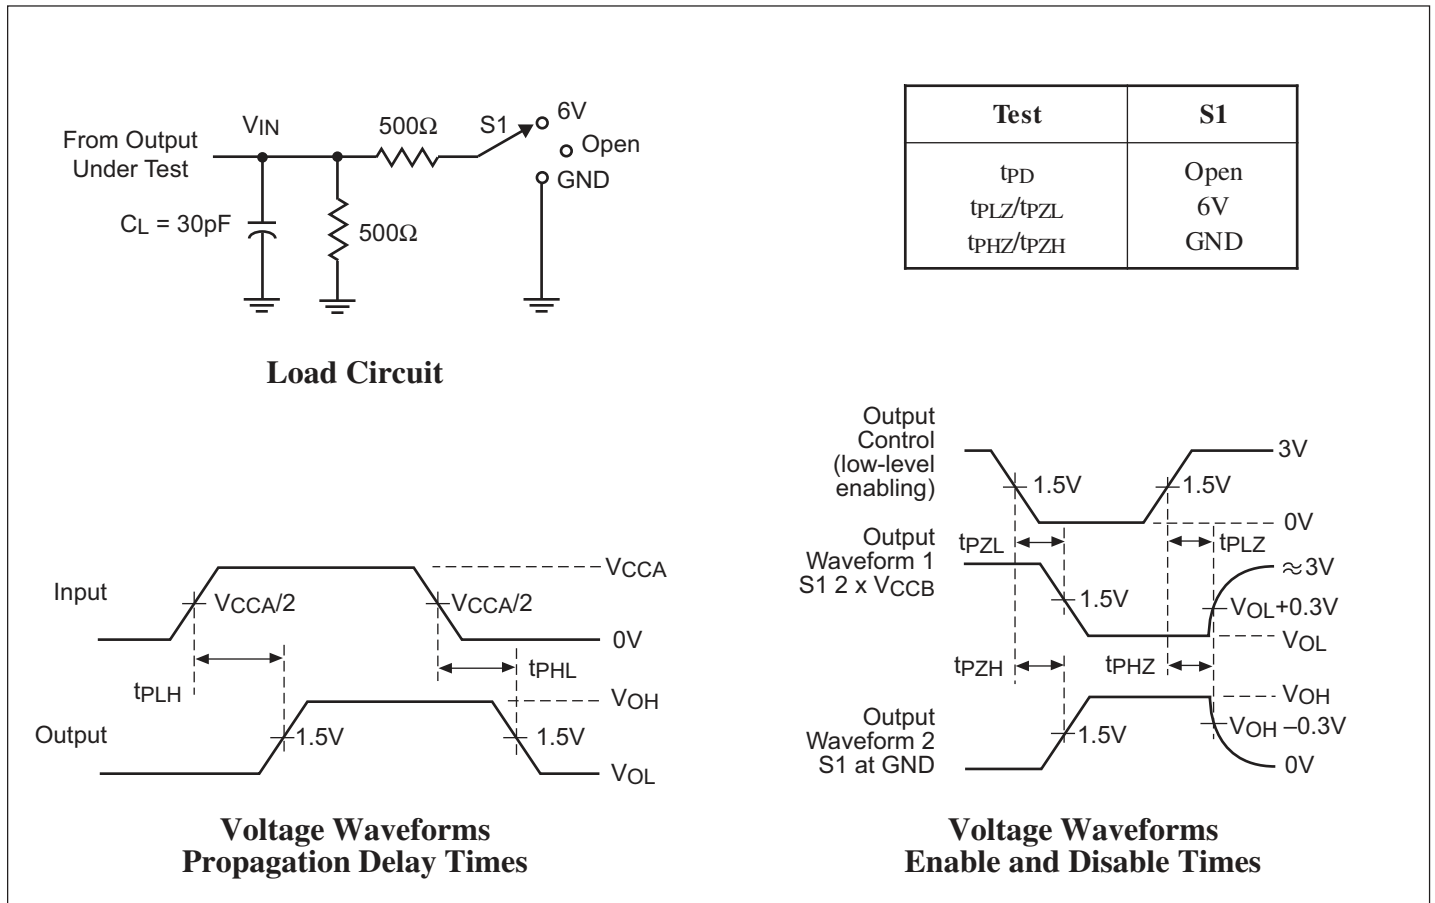 From Output
Under Test
VIN
500Ω
S1
6V
Open
GND
CL = 30pF
500Ω
Load Circuit
Test S1
tPD Open
tPLZ/tPZL 6V
tPHZ/tPZH GND
Input
VCCA/2
VCCA/2
VCCA
0V
tPLH
tPHL
Output
1.5V
1.5V
VOH
VOL
Voltage Waveforms
Propagation Delay Times
Output
Control
(low-level
enabling)
1.5V
1.5V
3V
0V
Output
Waveform 1
S1 2 x VCCB
tPZL
tPLZ
1.5V
≈3V
VOL+0.3V
VOL
tPZH
tPHZ
Output
Waveform 2
S1 at GND
1.5V
VOH
VOH –0.3V
0V
Voltage Waveforms
Enable and Disable Times